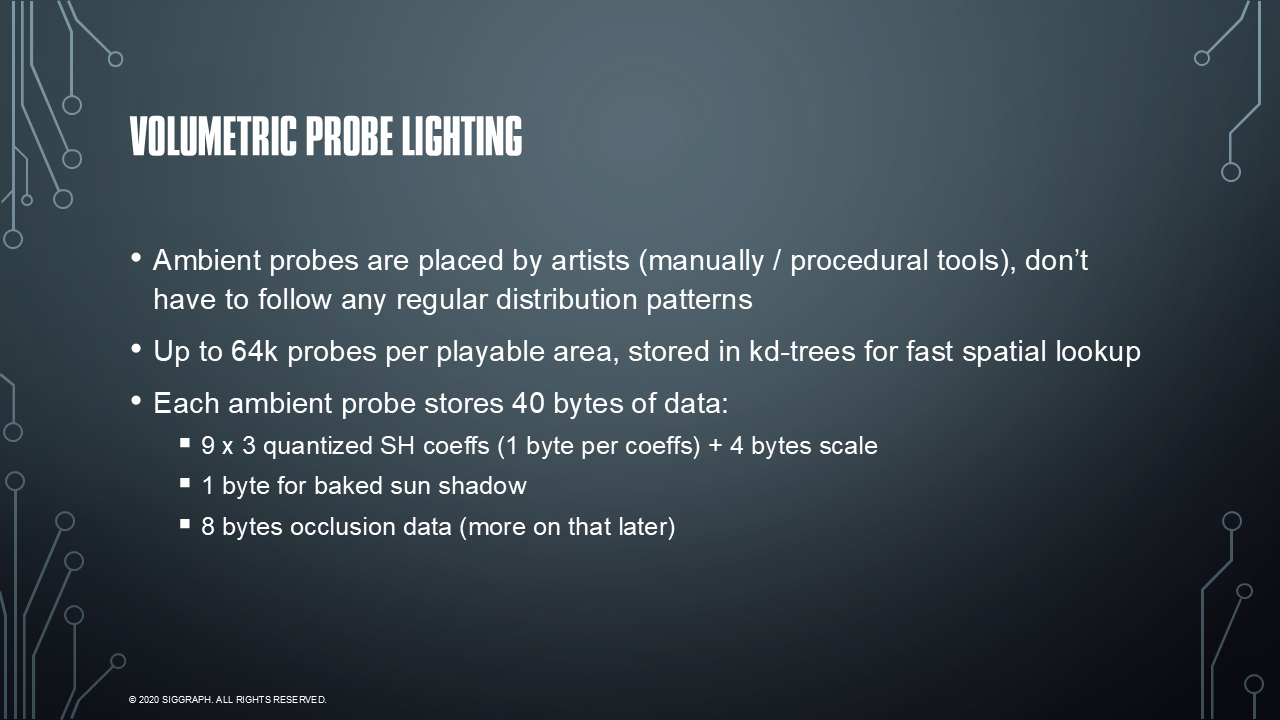 VOLUMETRIC PROBE LIGHTING
• Ambient probes are placed by artists (manually / procedural tools), don’t
have to follow any regular distribution patterns
• Up to 64k probes per playable area, stored in kd-trees for fast spatial lookup
• Each ambient probe stores 40 bytes of data:
▪ 9 x 3 quantized SH coeffs (1 byte per coeffs) + 4 bytes scale
▪ 1 byte for baked sun shadow
▪ 8 bytes occlusion data (more on that later)
© 2020 SIGGRAPH. ALL RIGHTS RESERVED.